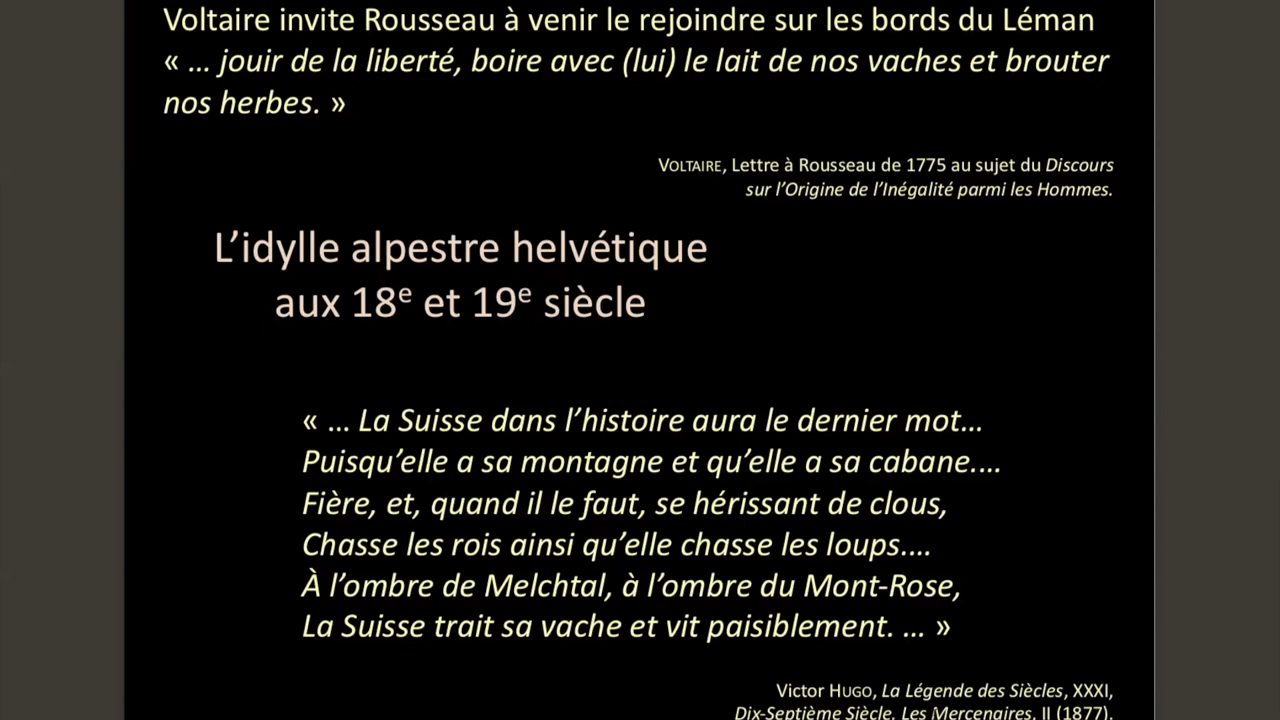 Voltaire invite Rousseau à venir le rejoindre sur les bords du Léman
« … jouir de la liberté, boire avec (lui) le lait de nos vaches et brouter
nos herbes. »
VOLTAIRE, Lettre à Rousseau de 1775 au sujet du Discours
sur l’Origine de l’Inégalité parmi les Hommes.
L’idylle alpestre helvétique
aux 18e et 19e siècle
« … La Suisse dans l’histoire aura le dernier mot…
Puisqu’elle a sa montagne et qu’elle a sa cabane.…
Fière, et, quand il le faut, se hérissant de clous,
Chasse les rois ainsi qu’elle chasse les loups.…
À l’ombre de Melchtal, à l’ombre du Mont-Rose,
La Suisse trait sa vache et vit paisiblement. … »
Victor HUGO, La Légende des Siècles, XXXI,
Dix-Septième Siècle, Les Mercenaires, II (1877).